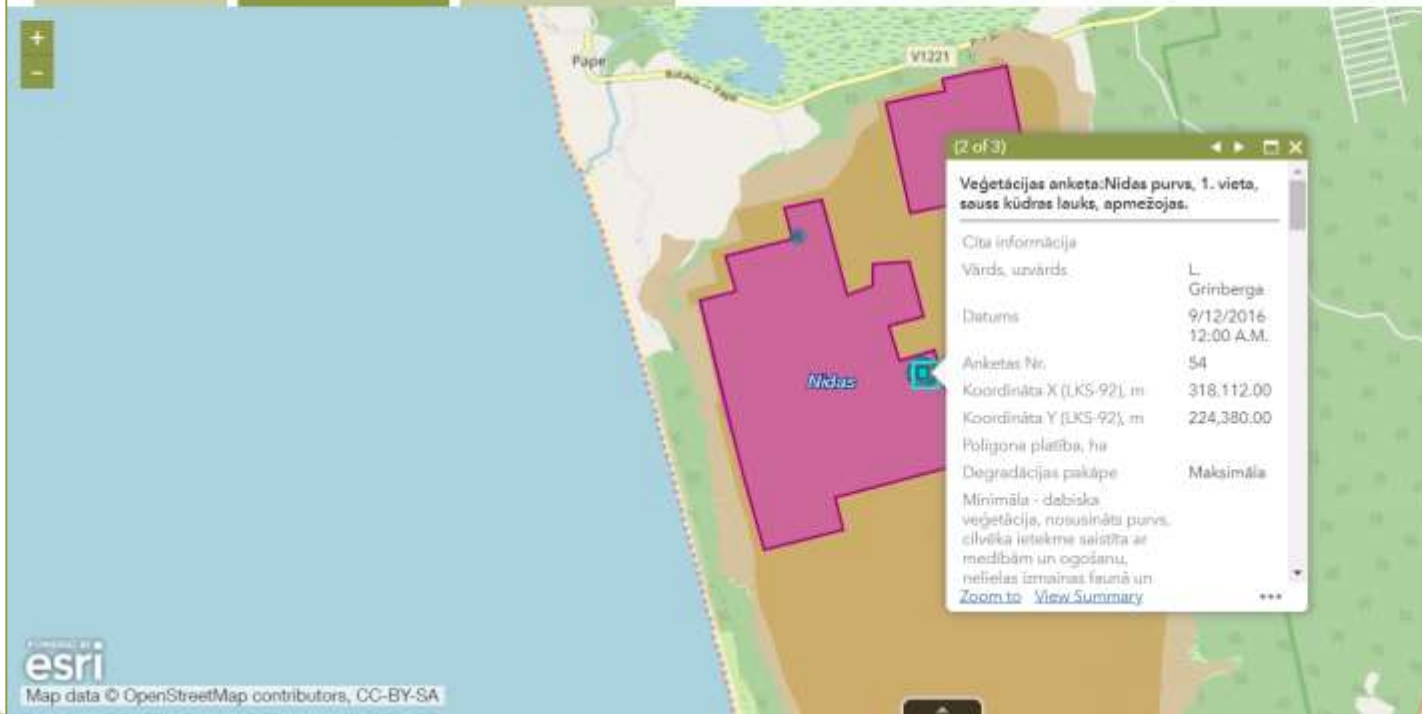 +
−
Pape
V1221
(2 of 3)
Veģetācijas anketa:Nidas purvs, 1. vieta,
sauss kūdras lauks, apmežojas.
Cita informācija
Vārds, uzvārds L.
Grinberga
Datums 9/12/2016
12:00 A.M.
Anketas Nr. 54
Koordināta X (LKS-92), m 318,112.00
Koordināta Y (LKS-92), m 224,380.00
Poligona platība, ha
Degradācijas pakāpe Maksimāla
Minimāla - dabiska
veģetācija, nosusināts purvs,
cilvēka ietekme saistīta ar
medībām un ogošanu,
nelielas izmaiņas faunā un
Zoom to View Summary
Nidas
POWERED BY
esri
Map data © OpenStreetMap contributors, CC-BY-SA